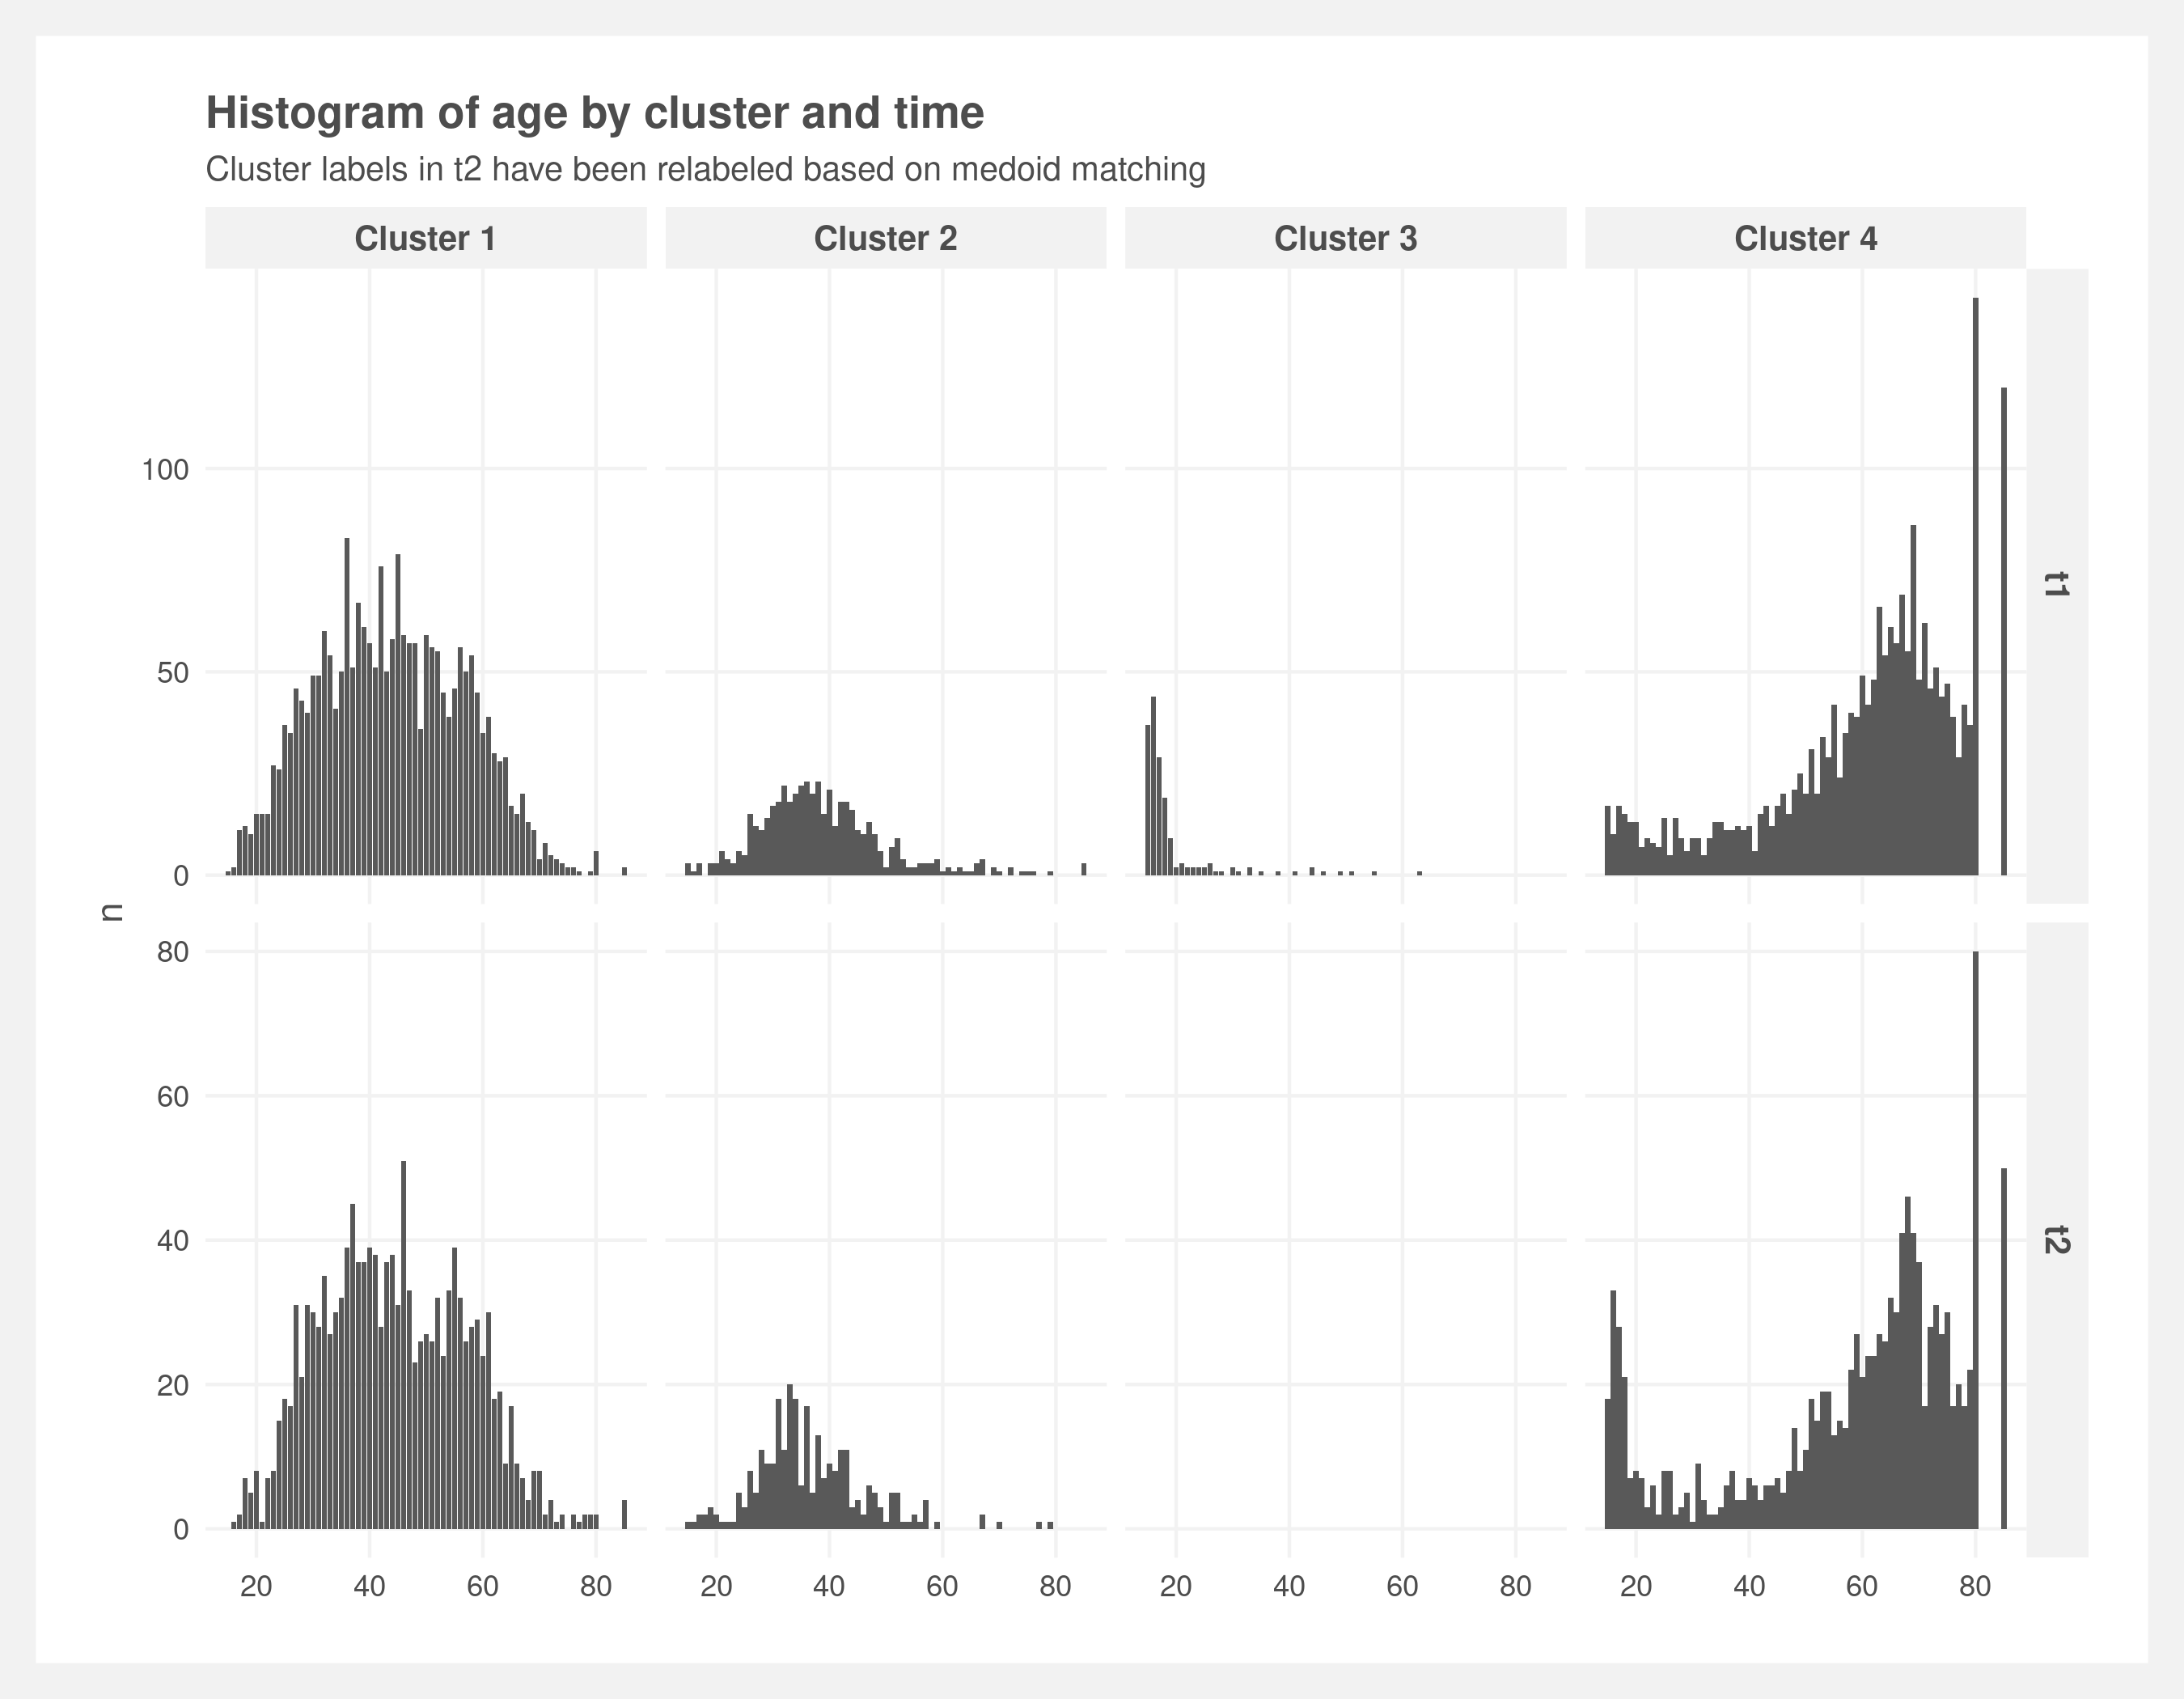 Histogram of age by cluster and time
Cluster labels in t2 have been relabeled based on medoid matching
Cluster 1
Cluster 2
Cluster 3
Cluster 4
t1
100
50
0
n
t2
80
60
40
20
0
20 40 60 80
20 40 60 80
20 40 60 80
20 40 60 80